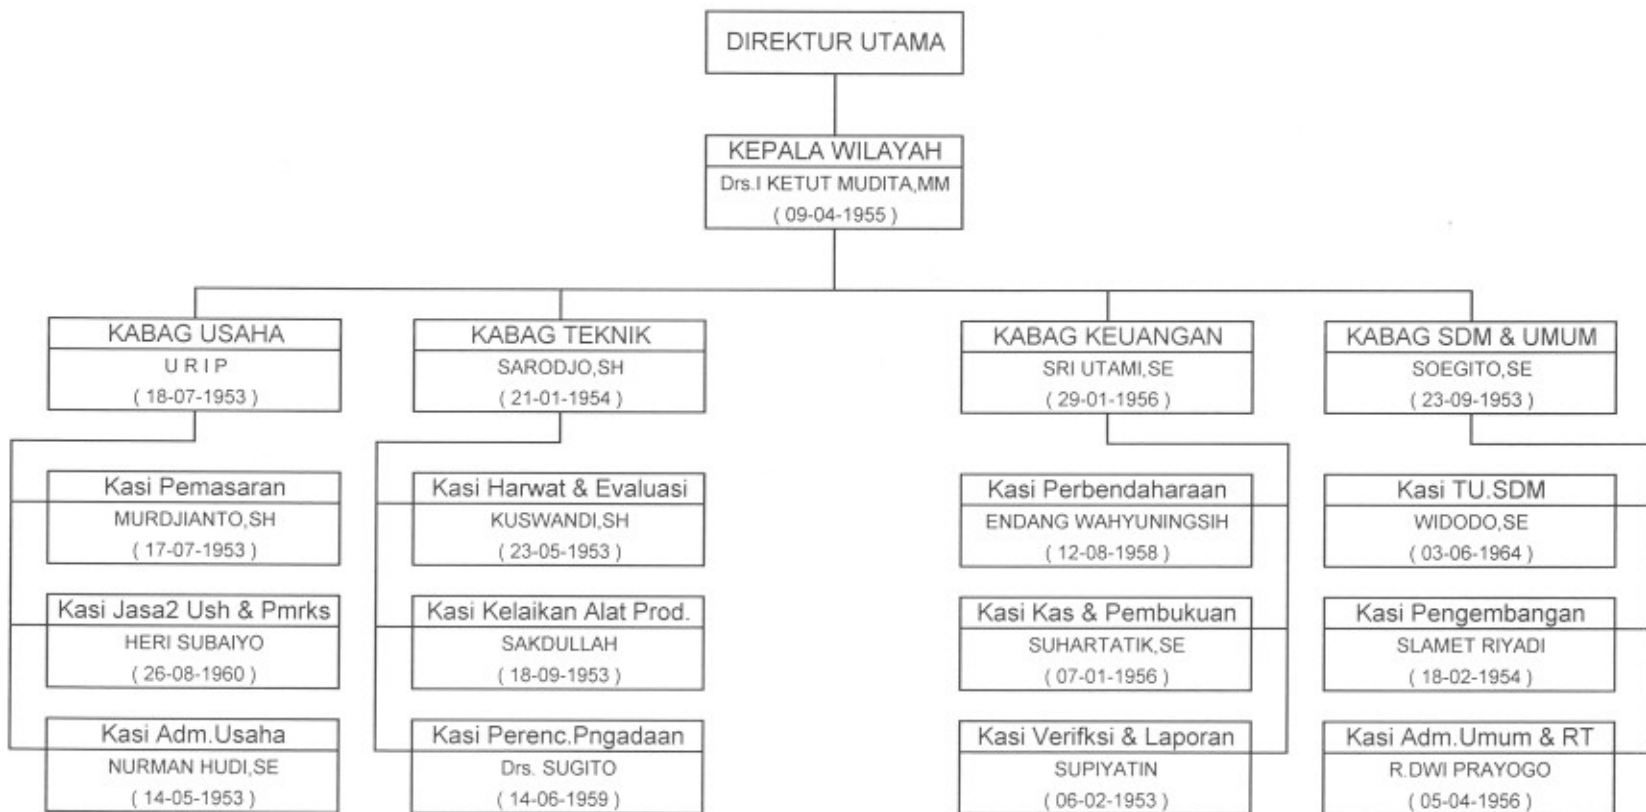 DIREKTUR UTAMA
KEPALA WILAYAH
Drs.I KETUT MUDITA,MM
( 09-04-1955 )
KABAG USAHA
U R I P
( 18-07-1953 )
KABAG TEKNIK
SARODJO,SH
( 21-01-1954 )
KABAG KEUANGAN
SRI UTAMI,SE
( 29-01-1956 )
KABAG SDM & UMUM
SOEGITO,SE
( 23-09-1953 )
Kasi Pemasaran
MURDJIANTO,SH
( 17-07-1953 )
Kasi Harwat & Evaluasi
KUSWANDI,SH
( 23-05-1953 )
Kasi Perbendaharaan
ENDANG WAHYUNINGSIH
( 12-08-1958 )
Kasi TU.SDM
WIDODO,SE
( 03-06-1964 )
Kasi Jasa2 Ush & Pmrks
HERI SUBAIYO
( 26-08-1960 )
Kasi Kelaikan Alat Prod.
SAKDULLAH
( 18-09-1953 )
Kasi Kas & Pembukuan
SUHARTATIK,SE
( 07-01-1956 )
Kasi Pengembangan
SLAMET RIYADI
( 18-02-1954 )
Kasi Adm.Usaha
NURMAN HUDI,SE
( 14-05-1953 )
Kasi Perenc.Pngadaan
Drs. SUGITO
( 14-06-1959 )
Kasi Verifksi & Laporan
SUPIYATIN
( 06-02-1953 )
Kasi Adm.Umum & RT
R.DWI PRAYOGO
( 05-04-1956 )